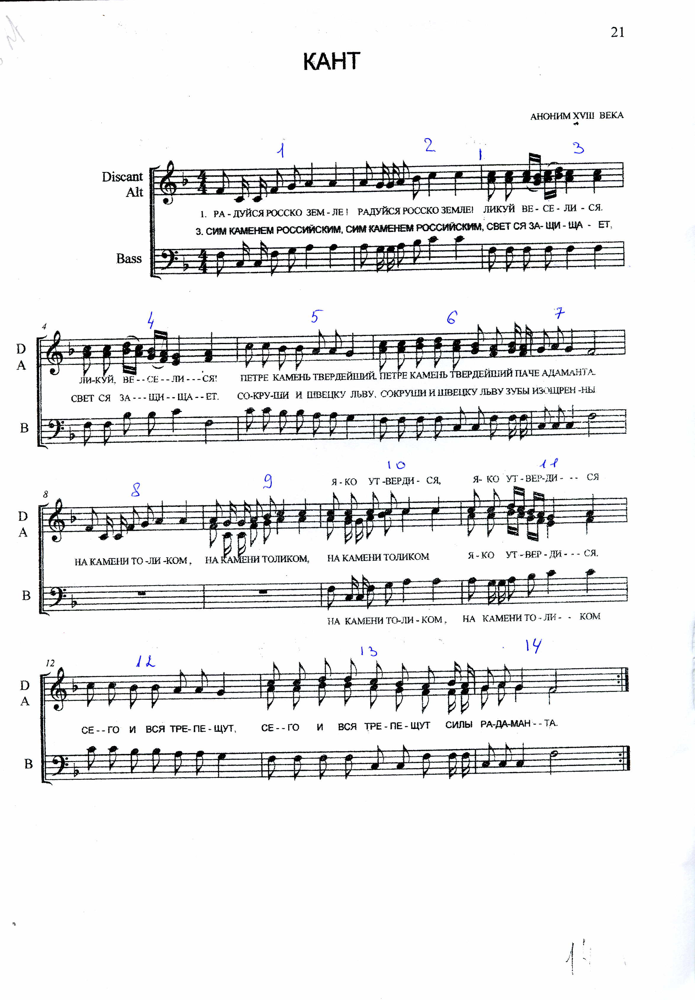 21
КАНТ
АНОНИМ XVIII ВЕКА
1 2 3
Discant
Alt
1. РА - ДУЙСЯ РОССКО ЗЕМ - ЛЕ ! РАДУЙСЯ РОССКО ЗЕМЛЕ! ЛИКУЙ ВЕ - СЕ - ЛИ - СЯ.
3. СИМ КАМЕНЕМ РОССИЙСКИМ, СИМ КАМЕНЕМ РОССИЙСКИМ, СВЕТ СЯ ЗА- ЩИ - ЩА - ЕТ,
Bass
4 5 6 7
4
D
A
ЛИ-КУЙ, ВЕ - - СЕ - - ЛИ - - - СЯ! ПЕТРЕ КАМЕНЬ ТВЕРДЕЙШИЙ. ПЕТРЕ КАМЕНЬ ТВЕРДЕЙШИЙ ПАЧЕ АДАМАНТА.
СВЕТ СЯ ЗА - - - ЩИ - - ЩА - - ЕТ. СО-КРУ-ШИ И ШВЕЦКУ ЛЬВУ, СОКРУШИ И ШВЕЦКУ ЛЬВУ ЗУБЫ ИЗОЩРЕН -НЫ
B
8 9 10 11
Я - КО УТ -ВЕРДИ - СЯ, Я- КО УТ - ВЕР-ДИ - - - СЯ
8
D
A
НА КАМЕНИ ТО -ЛИ -КОМ , НА КАМЕНИ ТОЛИКОМ, НА КАМЕНИ ТОЛИКОМ Я - КО УТ - ВЕР - ДИ - - - СЯ.
B
НА КАМЕНИ ТО-ЛИ - КОМ , НА КАМЕНИ ТО - ЛИ - - КОМ
12 13 14
12
D
A
СЕ - - ГО И ВСЯ ТРЕ- ПЕ - ЩУТ, СЕ - - ГО И ВСЯ ТРЕ - ПЕ - ЩУТ СИЛЫ РА-ДА-МАН - - ТА.
B